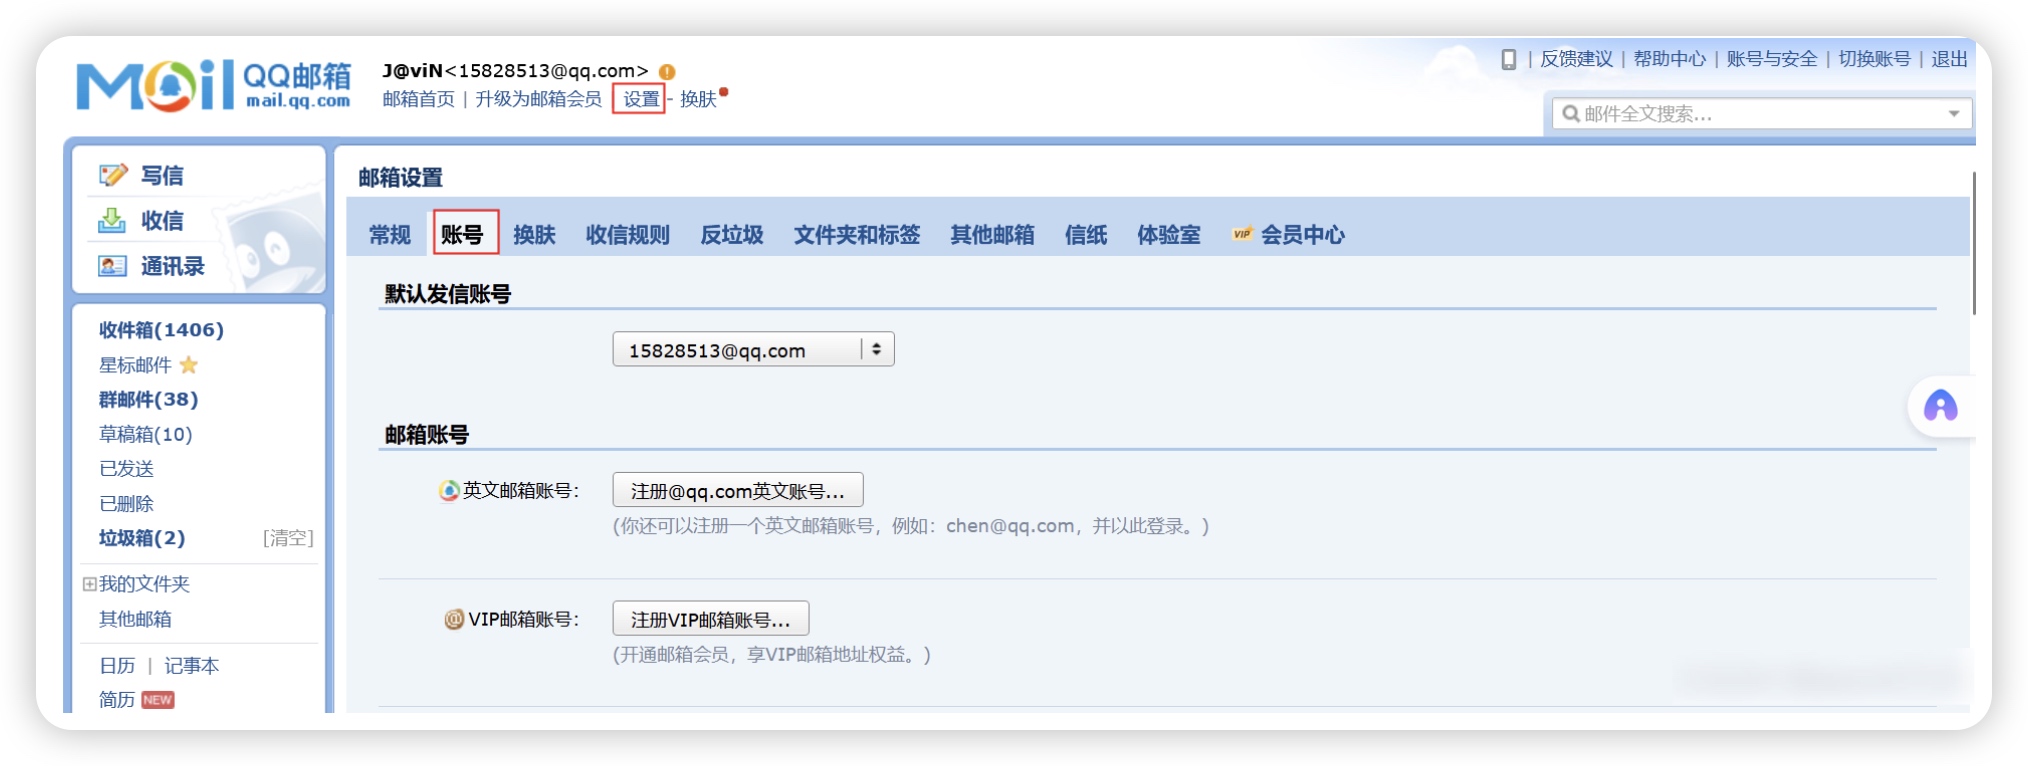 Mail QQ邮箱
mail.qq.com
J@viN<15828513@qq.com>
邮箱首页 | 升级为邮箱会员 设置 - 换肤
| 反馈建议 | 帮助中心 | 账号与安全 | 切换账号 | 退出
邮件全文搜索...
写信
收信
通讯录
收件箱(1406)
星标邮件
群邮件(38)
草稿箱(10)
已发送
已删除
垃圾箱(2) [清空]
我的文件夹
其他邮箱
日历 | 记事本
简历 NEW
邮箱设置
常规 账号 换肤 收信规则 反垃圾 文件夹和标签 其他邮箱 信纸 体验室 VIP 会员中心
默认发信账号
15828513@qq.com
邮箱账号
英文邮箱账号： 注册@qq.com英文账号...
(你还可以注册一个英文邮箱账号，例如：chen@qq.com，并以此登录。)
VIP邮箱账号： 注册VIP邮箱账号...
(开通邮箱会员，享VIP邮箱地址权益。)